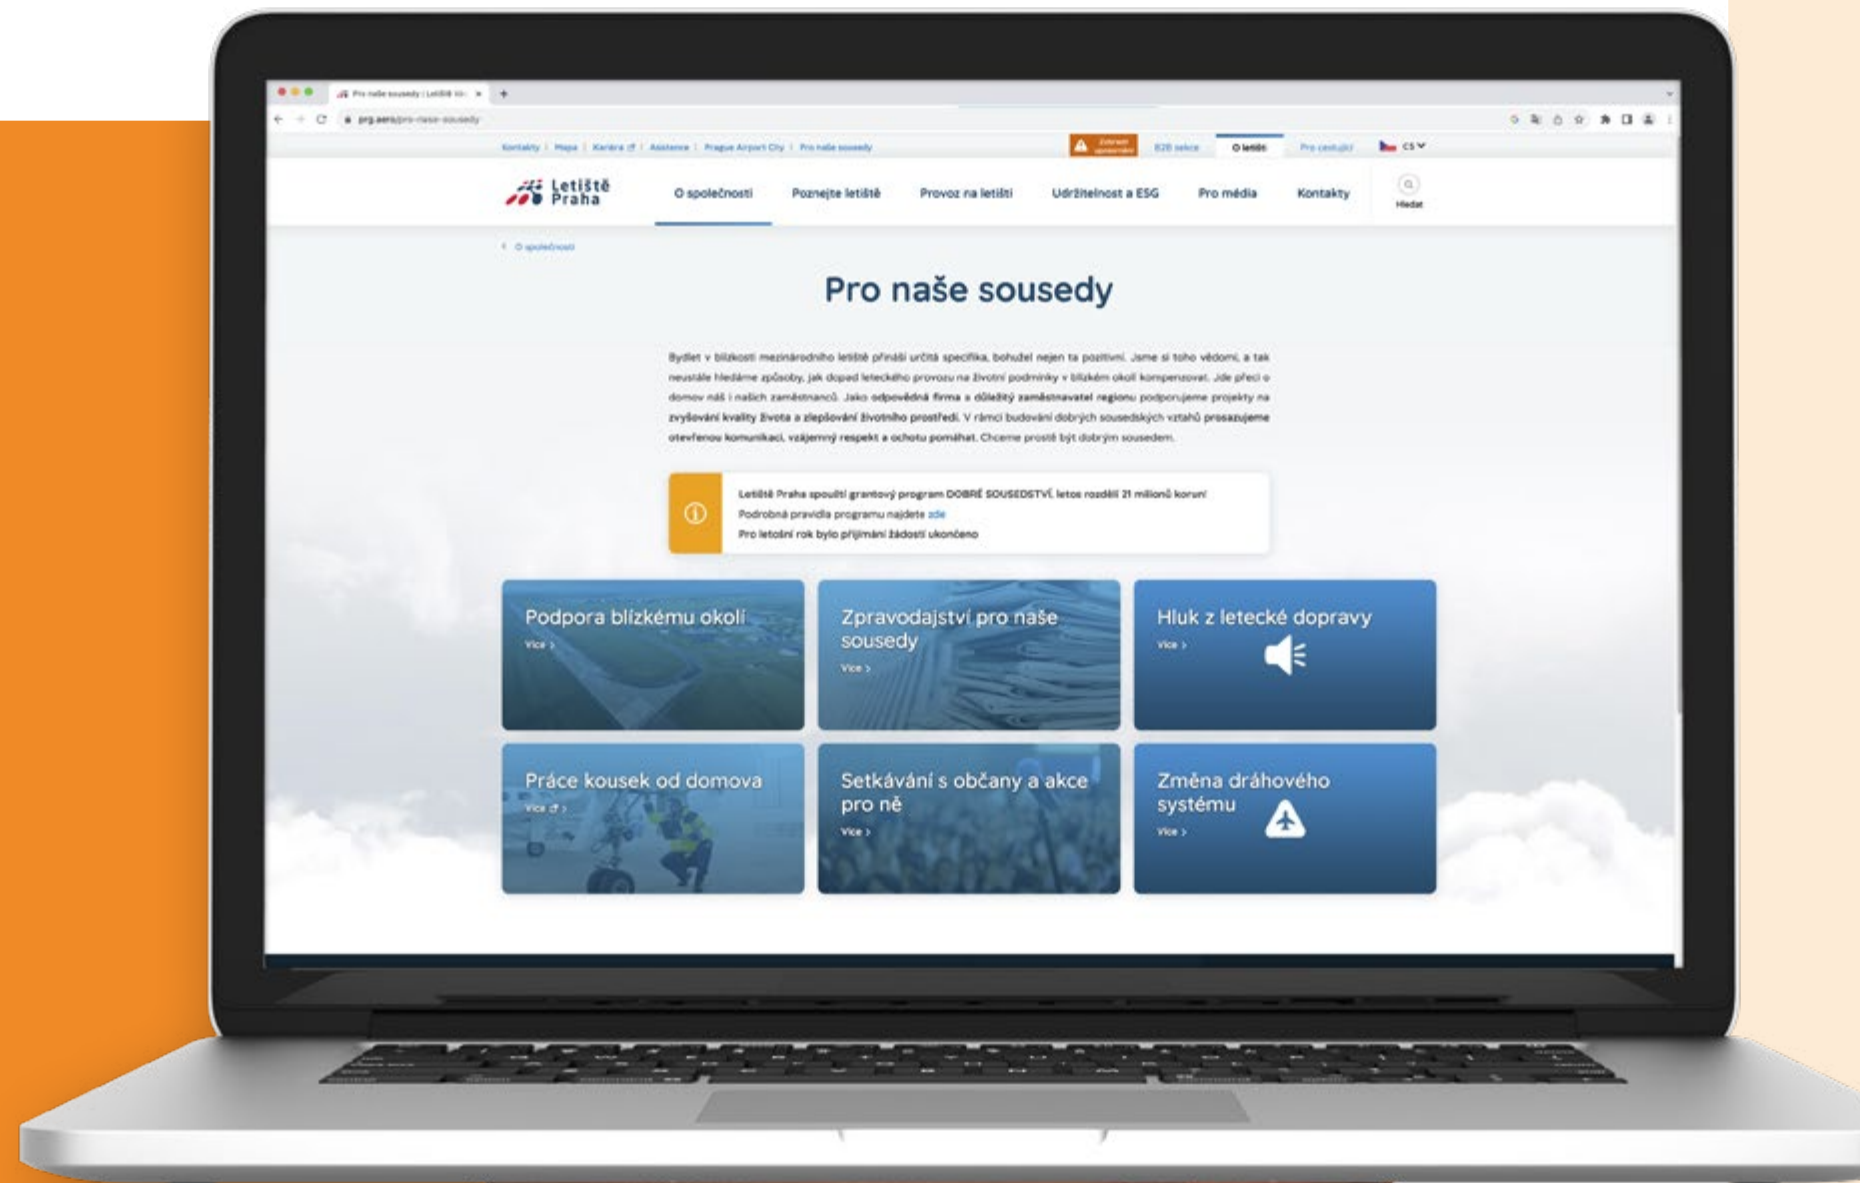 Pro naše sousedy | Letiště
prg.aero/pro-nase-sousedy
Kontakty | Mapa | Kariéra | Asistence | Prague Airport City | Pro naše sousedy
Zobrazit
upozornění
B2B sekce
O letišti
Pro cestující
CS
Letiště
Praha
O společnosti
Poznejte letiště
Provoz na letišti
Udržitelnost a ESG
Pro média
Kontakty
Hledat
O společnosti
Pro naše sousedy
Bydlet v blízkosti mezinárodního letiště přináší určitá specifika, bohužel nejen ta pozitivní. Jsme si toho vědomi, a tak
neustále hledáme způsoby, jak dopad leteckého provozu na životní podmínky v blízkém okolí kompenzovat. Jde přeci o
domov náš i našich zaměstnanců. Jako odpovědná firma a důležitý zaměstnavatel regionu podporujeme projekty na
zvyšování kvality života a zlepšování životního prostředí. V rámci budování dobrých sousedských vztahů prosazujeme
otevřenou komunikaci, vzájemný respekt a ochotu pomáhat. Chceme prostě být dobrým sousedem.
Letiště Praha spouští grantový program DOBRÉ SOUSEDSTVÍ, letos rozdělí 21 milionů korun!
Podrobná pravidla programu najdete zde
Pro letošní rok bylo přijímání žádostí ukončeno
Podpora blízkému okolí
Více >
Zpravodajství pro naše
sousedy
Více >
Hluk z letecké dopravy
Více >
Práce kousek od domova
Více >
Setkávání s občany a akce
pro ně
Více >
Změna dráhového
systému
Více >